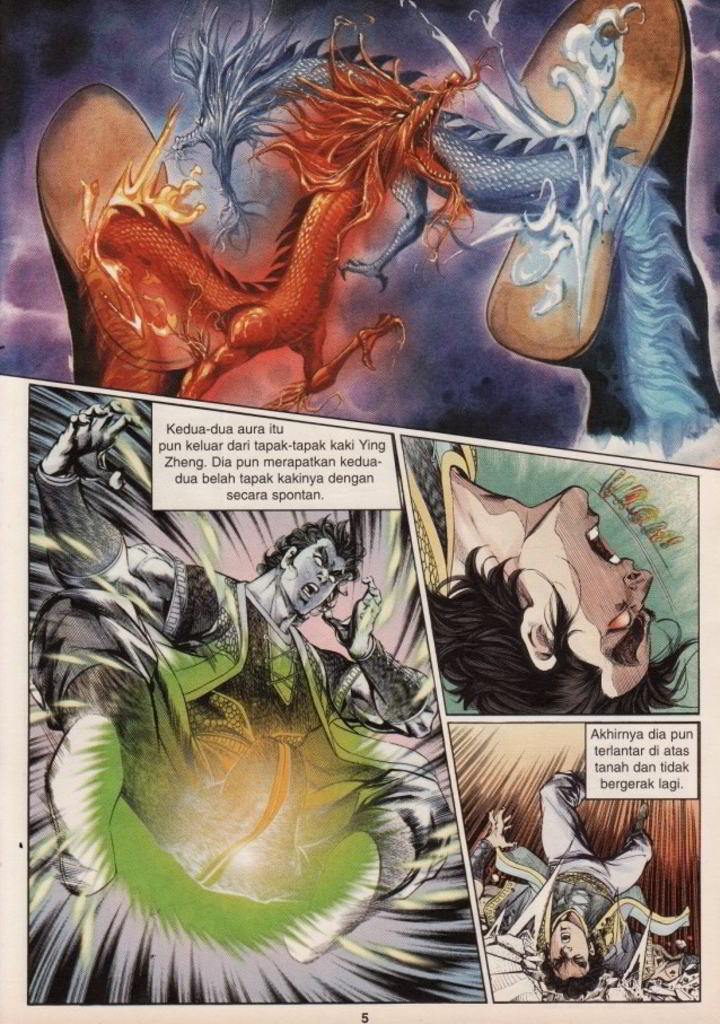 Kedua-dua aura itu
pun keluar dari tapak-tapak kaki Ying
Zheng. Dia pun merapatkan kedua-
dua belah tapak kakinya dengan
secara spontan.
Akhirnya dia pun
terlantar di atas
tanah dan tidak
bergerak lagi.
5